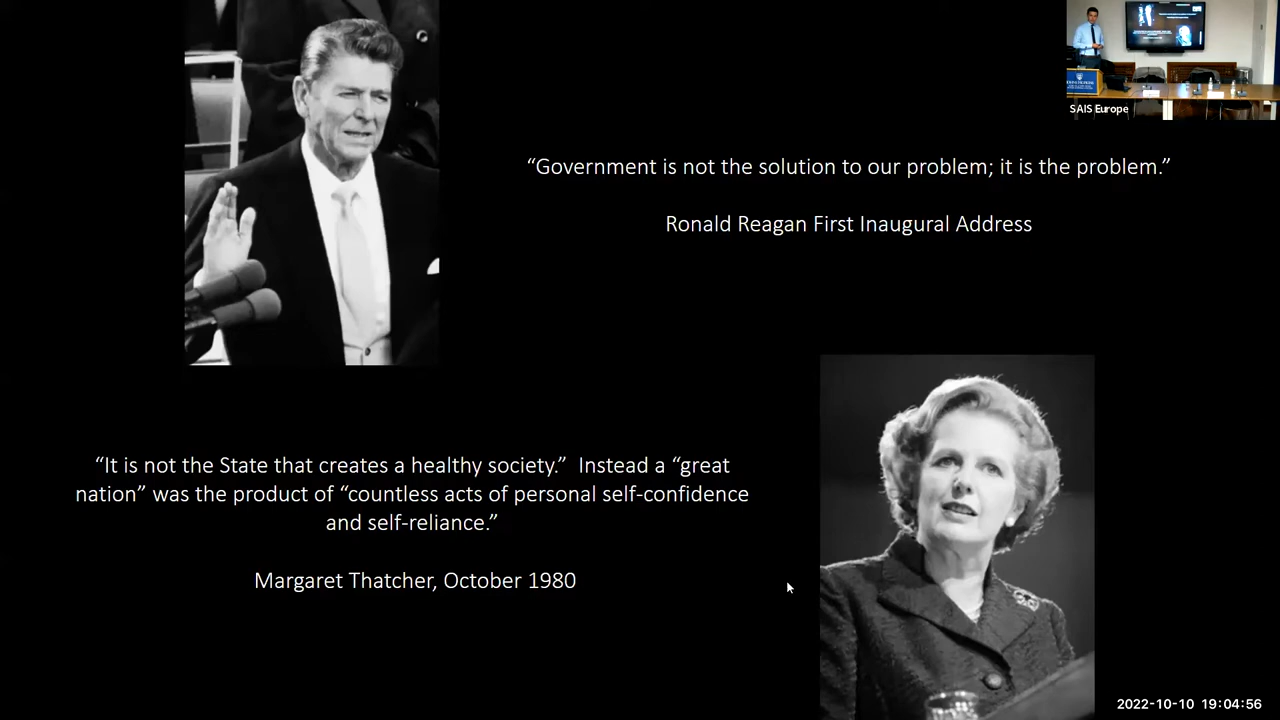 SAIS Europe
“Government is not the solution to our problem; it is the problem.”
Ronald Reagan First Inaugural Address
“It is not the State that creates a healthy society.”  Instead a “great
nation” was the product of “countless acts of personal self-confidence
and self-reliance.”
Margaret Thatcher, October 1980
2022-10-10 19:04:56